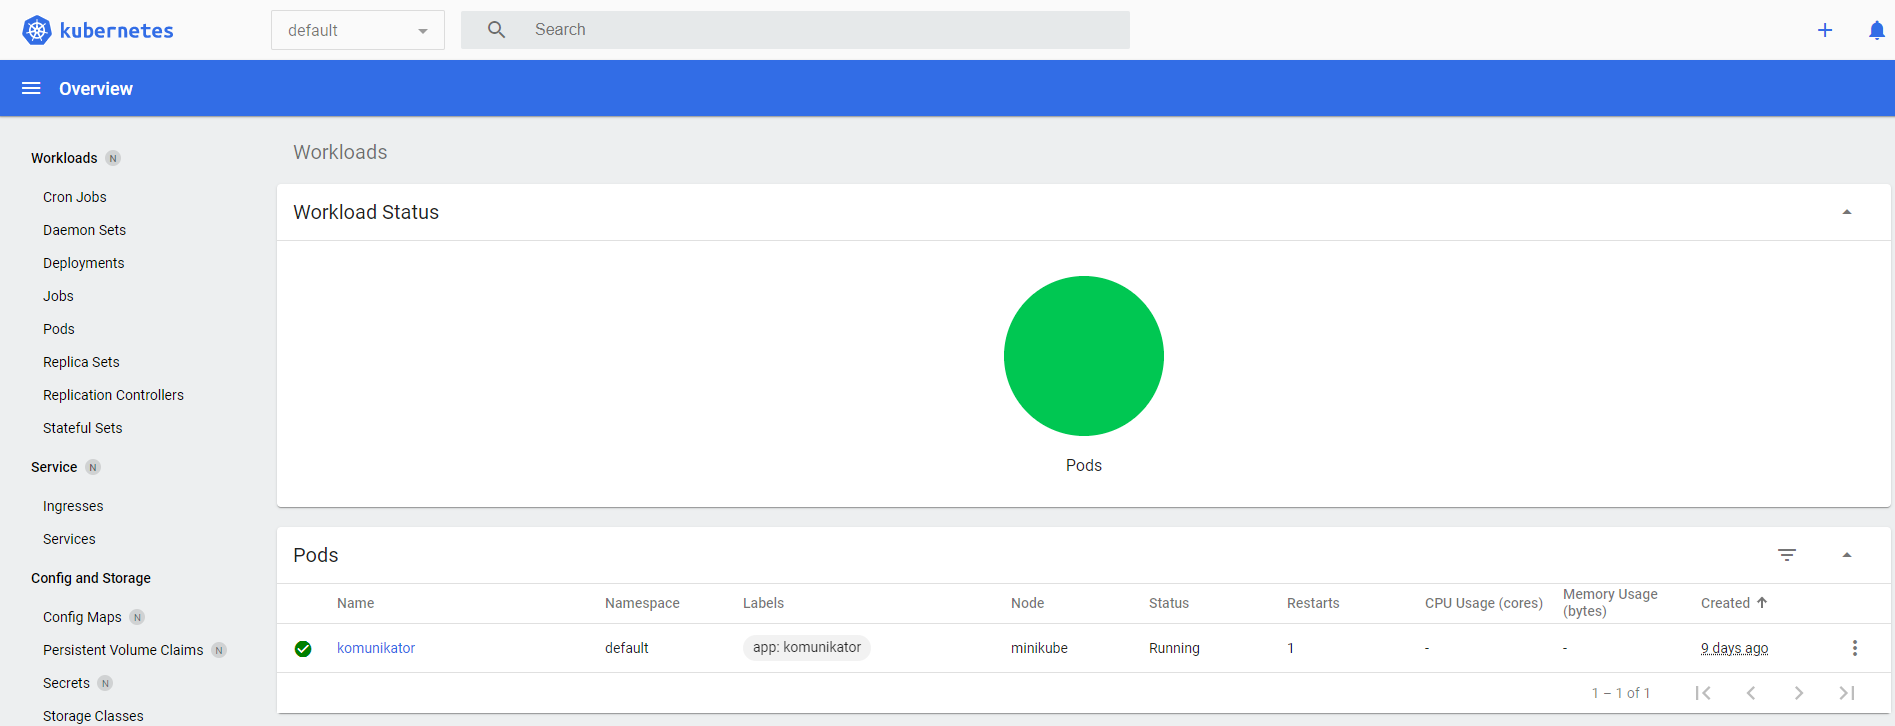 kubernetes
default
Search
Overview
Workloads N
Cron Jobs
Daemon Sets
Deployments
Jobs
Pods
Replica Sets
Replication Controllers
Stateful Sets
Service N
Ingresses
Services
Config and Storage
Config Maps N
Persistent Volume Claims N
Secrets N
Storage Classes
Workloads
Workload Status
Pods
Pods
Name Namespace Labels Node Status Restarts CPU Usage (cores) Memory Usage (bytes) Created
komunikator default app: komunikator minikube Running 1 - - 9 days ago
1 – 1 of 1